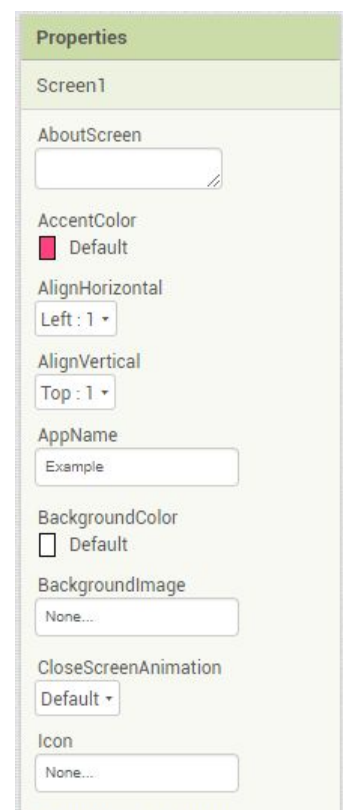 Properties
Screen1
AboutScreen
AccentColor
Default
AlignHorizontal
Left : 1
AlignVertical
Top : 1
AppName
Example
BackgroundColor
Default
BackgroundImage
None...
CloseScreenAnimation
Default
Icon
None...